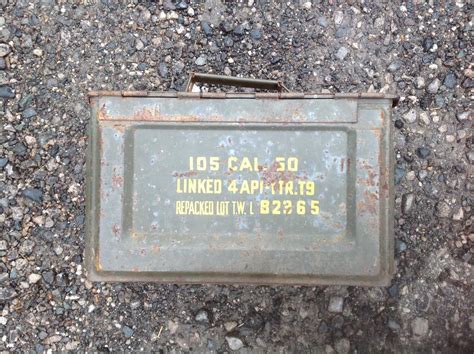 105 CAL. 50
LINKED 4API-1TR.T9
REPACKED LOT T.W. L 82265